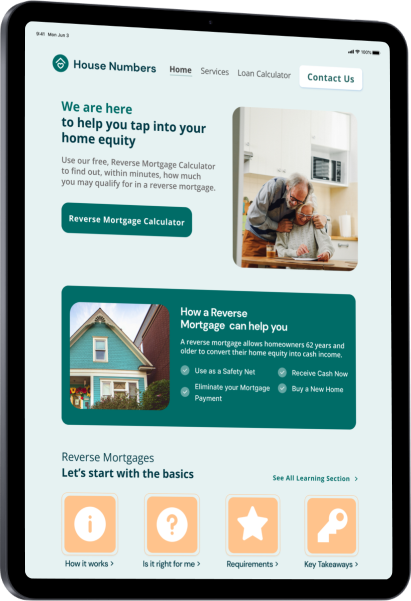 9:41 Mon Jun 3
100%
House Numbers
Home
Services
Loan Calculator
Contact Us
We are here
to help you tap into your
home equity
Use our free, Reverse Mortgage Calculator
to find out, within minutes, how much
you may qualify for in a reverse mortgage.
Reverse Mortgage Calculator
How a Reverse
Mortgage can help you
A reverse mortgage allows homeowners 62 years and
older to convert their home equity into cash income.
Use as a Safety Net
Receive Cash Now
Eliminate your Mortgage
Payment
Buy a New Home
Reverse Mortgages
Let's start with the basics
See All Learning Section >
How it works >
Is it right for me >
Requirements >
Key Takeaways >